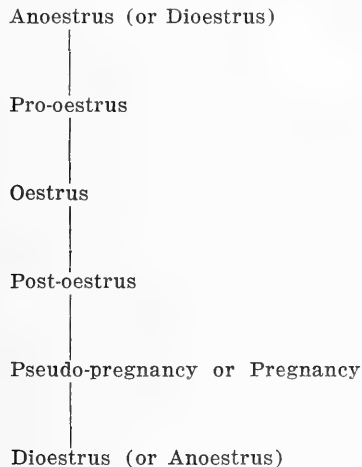 Anoestrus (or Dioestrus)
Pro-oestrus
Oestrus
Post-oestrus
Pseudo-pregnancy or Pregnancy
Dioestrus (or Anoestrus)